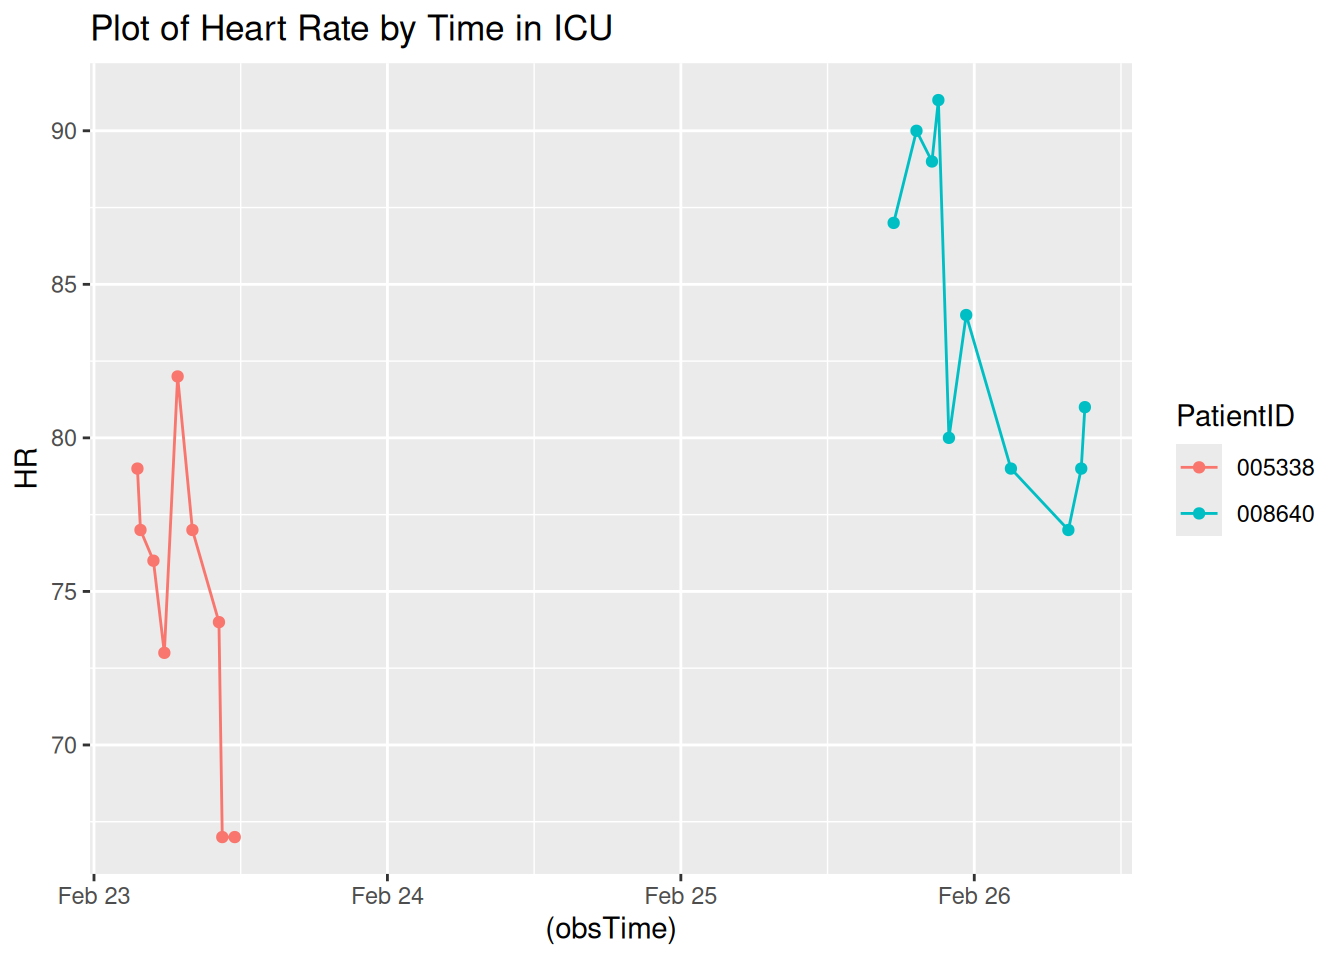 Plot of Heart Rate by Time in ICU
HR
90
85
80
75
70
Feb 23 Feb 24 Feb 25 Feb 26
(obsTime)
PatientID
005338
008640